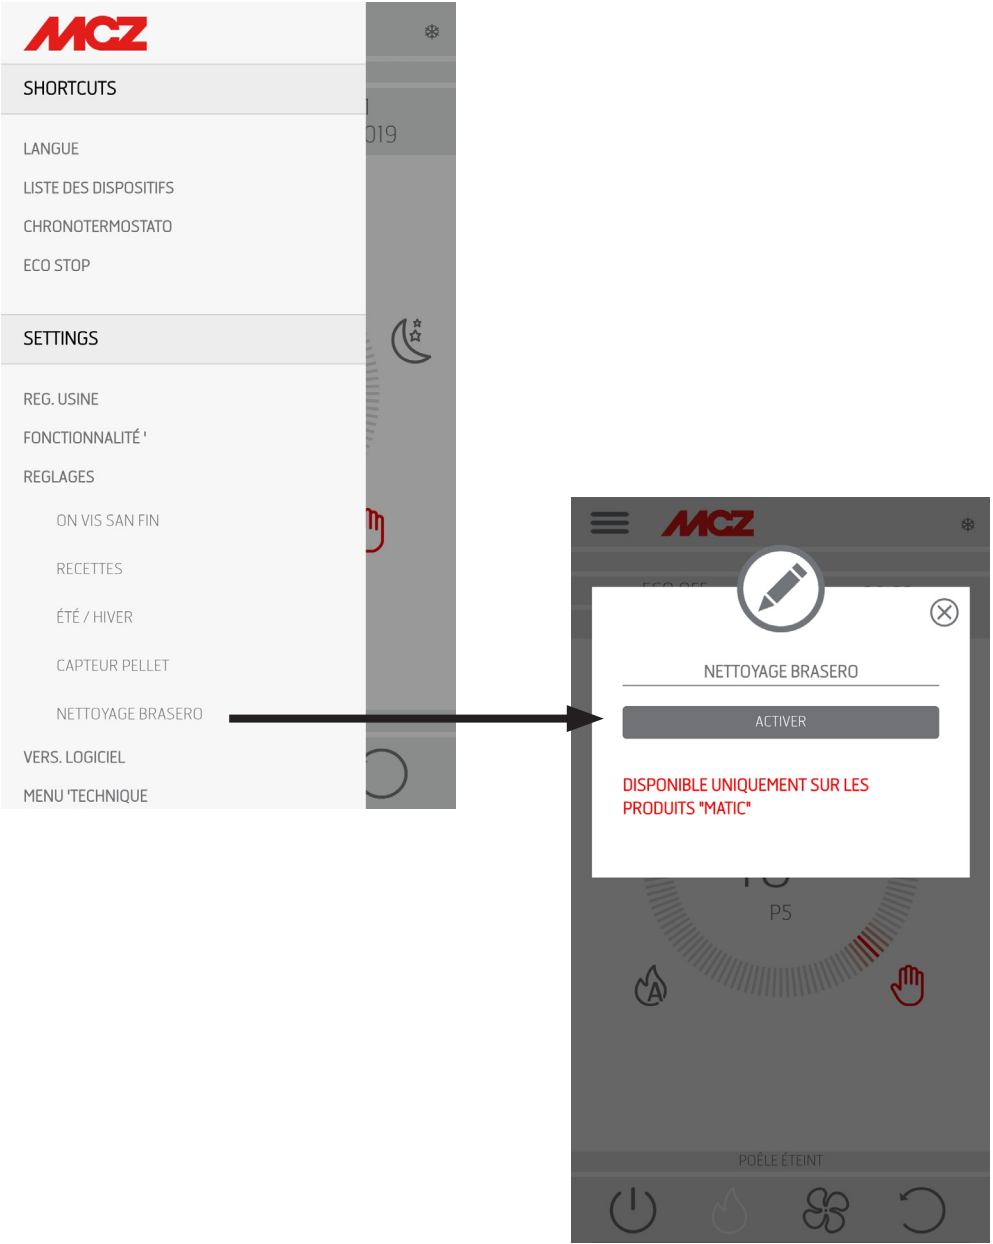 MCZ
SHORTCUTS
019
LANGUE
LISTE DES DISPOSITIFS
CHRONOTERMOSTATO
ECO STOP
SETTINGS
REG. USINE
FONCTIONNALITÉ '
REGLAGES
ON VIS SAN FIN
RECETTES
ÉTÉ / HIVER
CAPTEUR PELLET
NETTOYAGE BRASERO
VERS. LOGICIEL
MENU 'TECHNIQUE
MCZ
NETTOYAGE BRASERO
ACTIVER
DISPONIBLE UNIQUEMENT SUR LES
PRODUITS "MATIC"
P5
A
POÊLE ÉTEINT